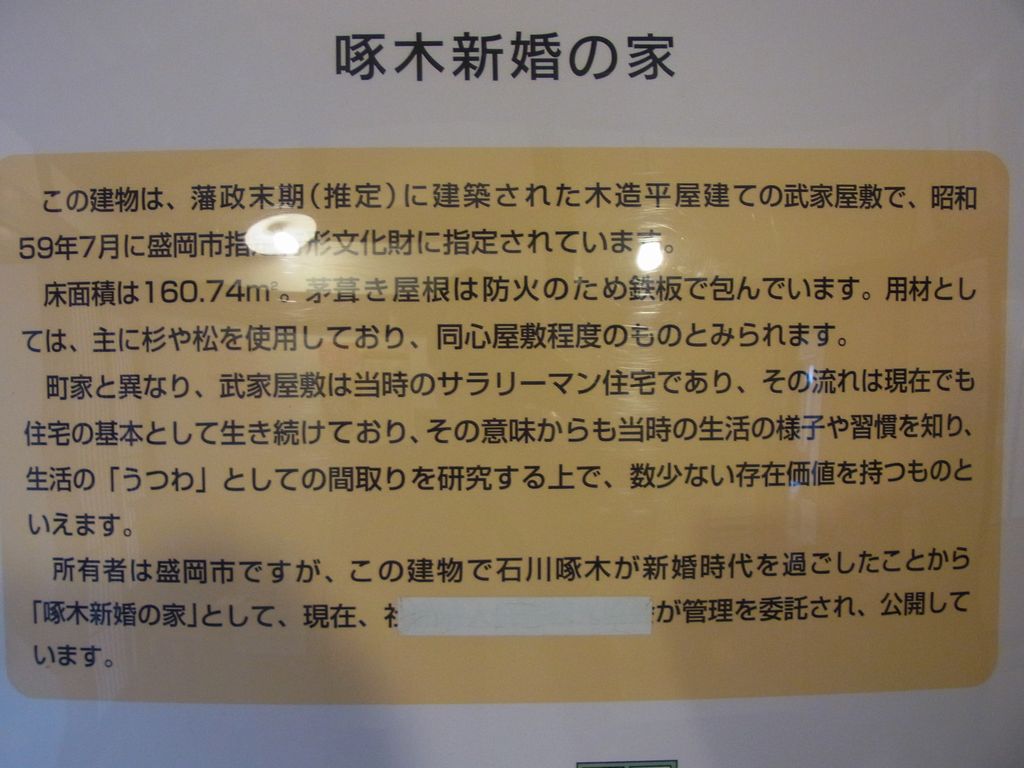 啄木新婚の家
この建物は、藩政末期(推定)に建築された木造平屋建ての武家屋敷で、昭和
59年7月に盛岡市指 形文化財に指定されています。
床面積は160.74㎡。茅葺き屋根は防火のため鉄板で包んでいます。用材とし
ては、主に杉や松を使用しており、同心屋敷程度のものとみられます。
町家と異なり、武家屋敷は当時のサラリーマン住宅であり、その流れは現在でも
住宅の基本として生き続けており、その意味からも当時の生活の様子や習慣を知り、
生活の「うつわ」としての間取りを研究する上で、数少ない存在価値を持つものと
いえます。
所有者は盛岡市ですが、この建物で石川啄木が新婚時代を過ごしたことから
「啄木新婚の家」として、現在、 が管理を委託され、公開して
います。